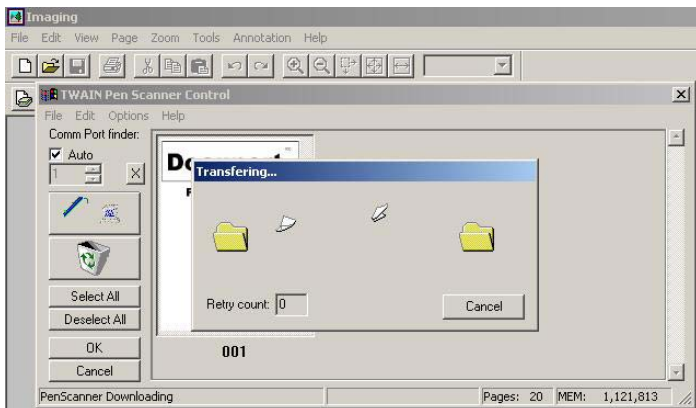 Imaging
File Edit View Page Zoom Tools Annotation Help
TWAIN Pen Scanner Control
File Edit Options Help
Comm Port finder:
Auto
1
X
Transfering...
Retry count: 0
Cancel
Select All
Deselect All
OK
Cancel
001
PenScanner Downloading
Pages: 20 MEM: 1,121,813